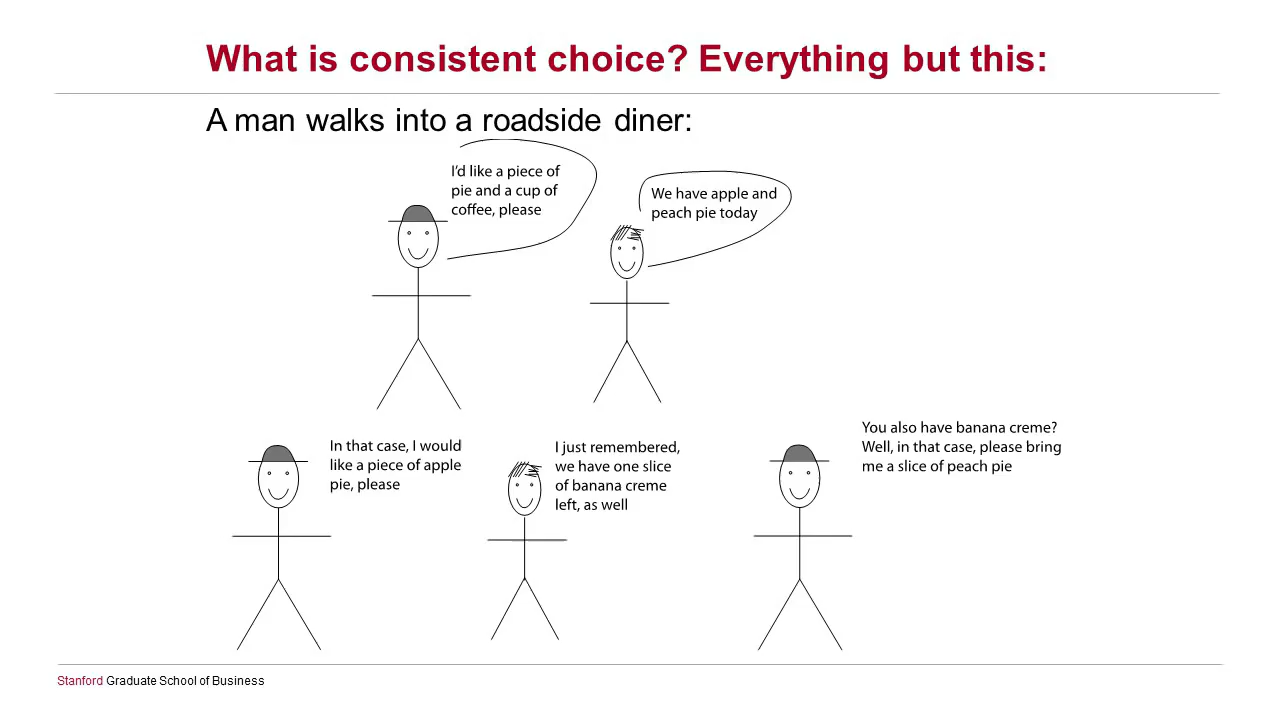 What is consistent choice? Everything but this:
A man walks into a roadside diner:
I'd like a piece of
pie and a cup of
coffee, please
We have apple and
peach pie today
In that case, I would
like a piece of apple
pie, please
I just remembered,
we have one slice
of banana creme
left, as well
You also have banana creme?
Well, in that case, please bring
me a slice of peach pie
Stanford Graduate School of Business